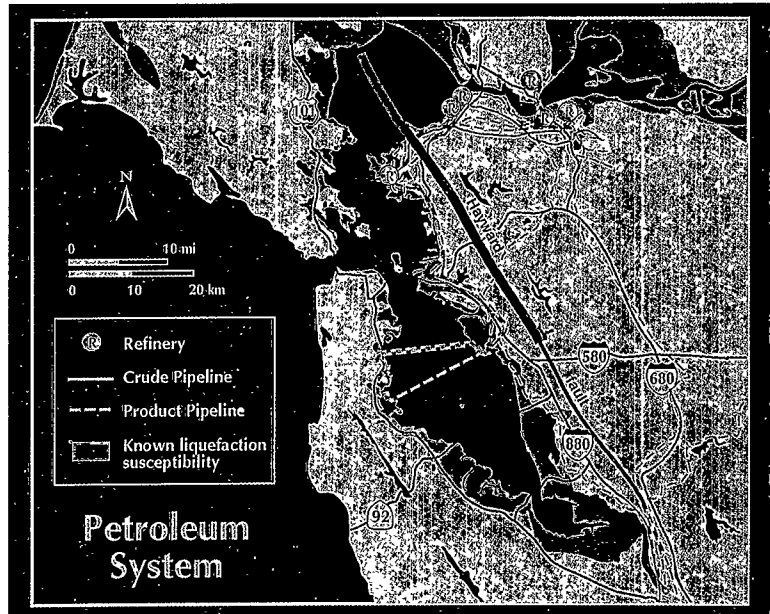 101
R
R
R
R
N
Hayward
0 10 mi
0 10 20 km
R Refinery
Crude Pipeline
Product Pipeline
Known liquefaction
susceptibility
580
680
Fault
880
92
Petroleum
System